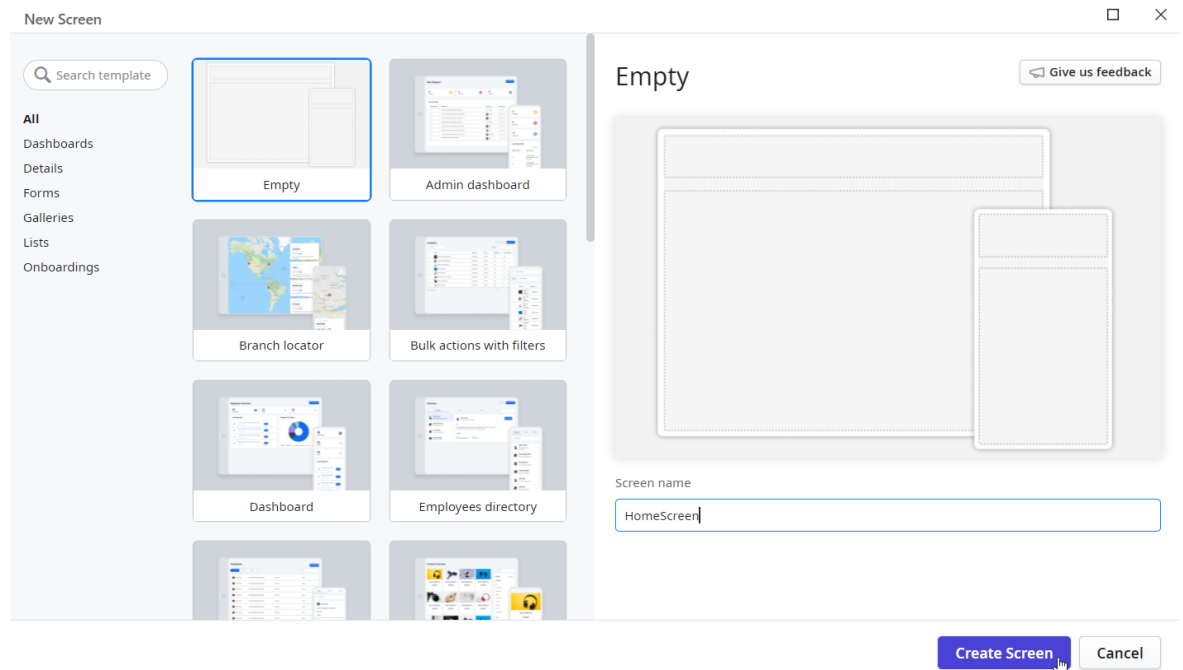 New Screen
Search template
All
Dashboards
Details
Forms
Galleries
Lists
Onboardings
Empty
Admin dashboard
Branch locator
Bulk actions with filters
Dashboard
Employees directory
Empty
Give us feedback
Screen name
HomeScreen
Create Screen
Cancel